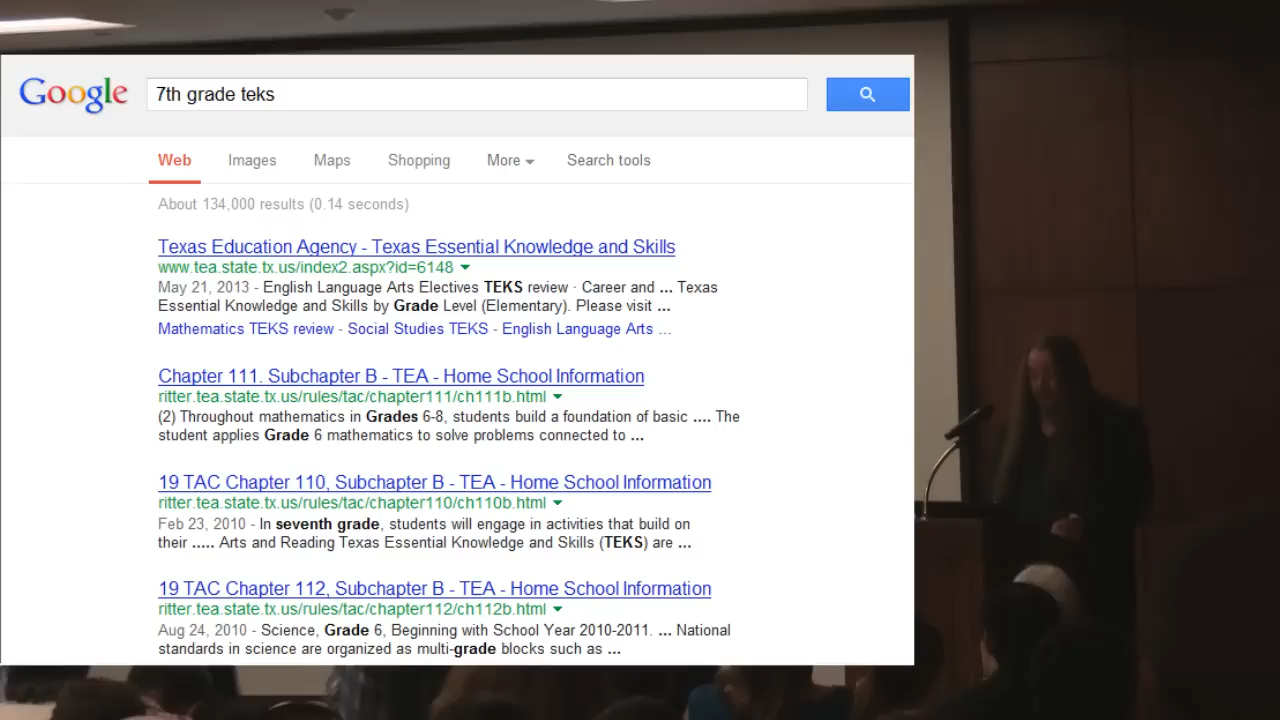 Google 7th grade teks
Web Images Maps Shopping More Search tools
About 134,000 results (0.14 seconds)
Texas Education Agency - Texas Essential Knowledge and Skills
www.tea.state.tx.us/index2.aspx?id=6148
May 21, 2013 - English Language Arts Electives TEKS review · Career and ... Texas
Essential Knowledge and Skills by Grade Level (Elementary). Please visit ...
Mathematics TEKS review - Social Studies TEKS - English Language Arts ...
Chapter 111. Subchapter B - TEA - Home School Information
ritter.tea.state.tx.us/rules/tac/chapter111/ch111b.html
(2) Throughout mathematics in Grades 6-8, students build a foundation of basic .... The
student applies Grade 6 mathematics to solve problems connected to ...
19 TAC Chapter 110, Subchapter B - TEA - Home School Information
ritter.tea.state.tx.us/rules/tac/chapter110/ch110b.html
Feb 23, 2010 - In seventh grade, students will engage in activities that build on
their ..... Arts and Reading Texas Essential Knowledge and Skills (TEKS) are ...
19 TAC Chapter 112, Subchapter B - TEA - Home School Information
ritter.tea.state.tx.us/rules/tac/chapter112/ch112b.html
Aug 24, 2010 - Science, Grade 6, Beginning with School Year 2010-2011. ... National
standards in science are organized as multi-grade blocks such as ...